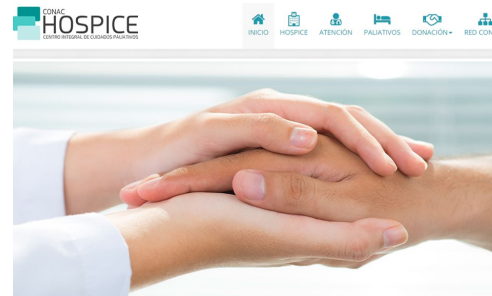 CONAC
HOSPICE
CENTRO INTEGRAL DE CUIDADOS PALIATIVOS
INICIO HOSPICE ATENCIÓN PALIATIVOS DONACIÓN RED CON